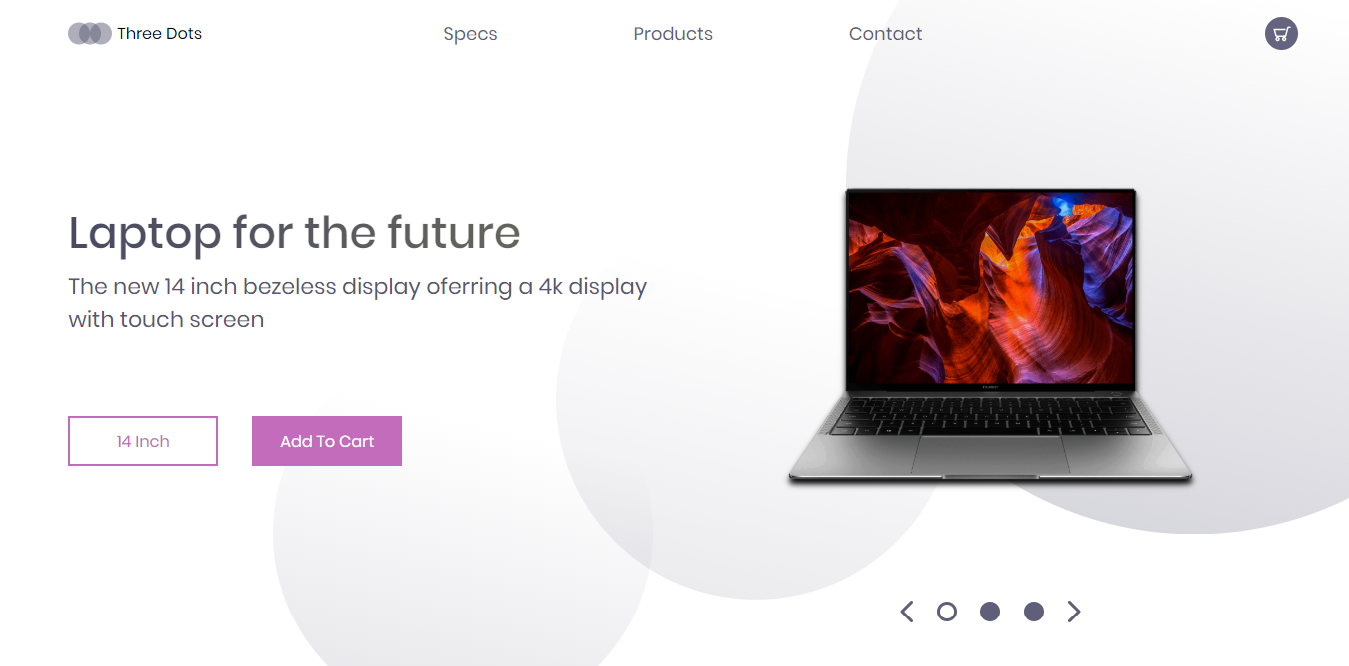 Three Dots
Specs
Products
Contact
Laptop for the future
The new 14 inch bezeless display oferring a 4k display
with touch screen
14 Inch
Add To Cart